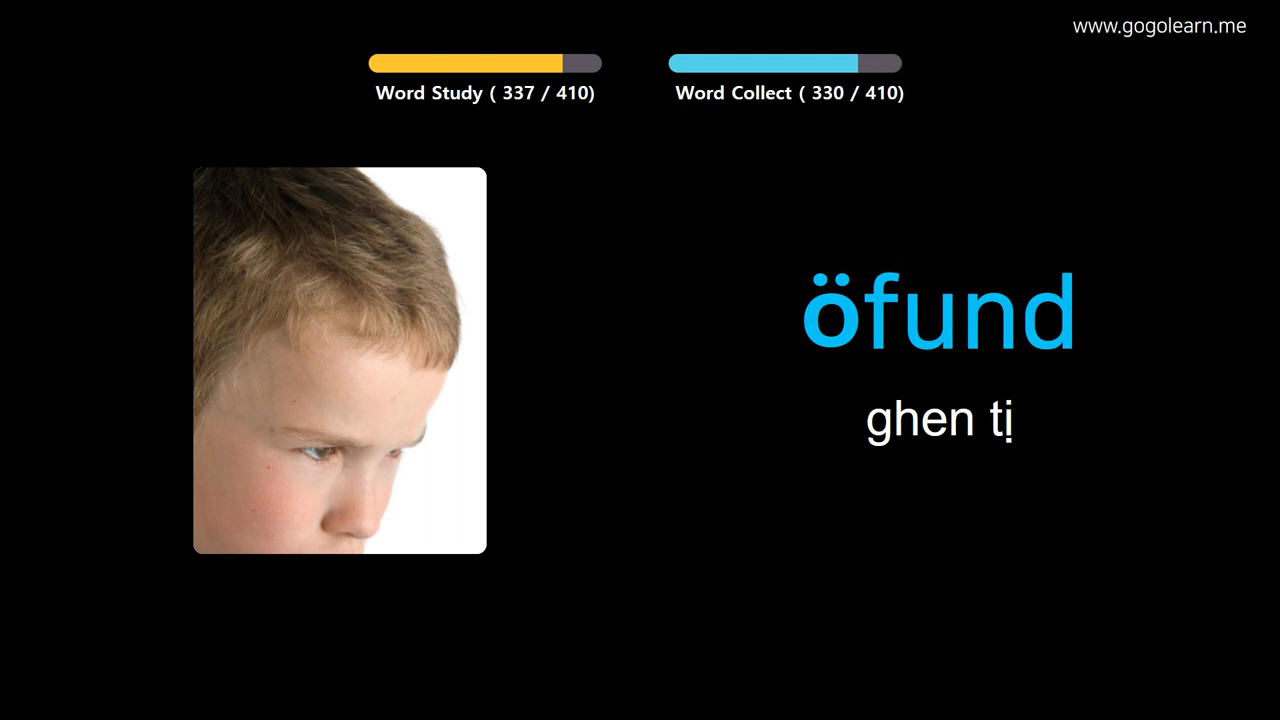 www.gogolearn.me
Word Study ( 337 / 410)
Word Collect ( 330 / 410)
öfund
ghen tị